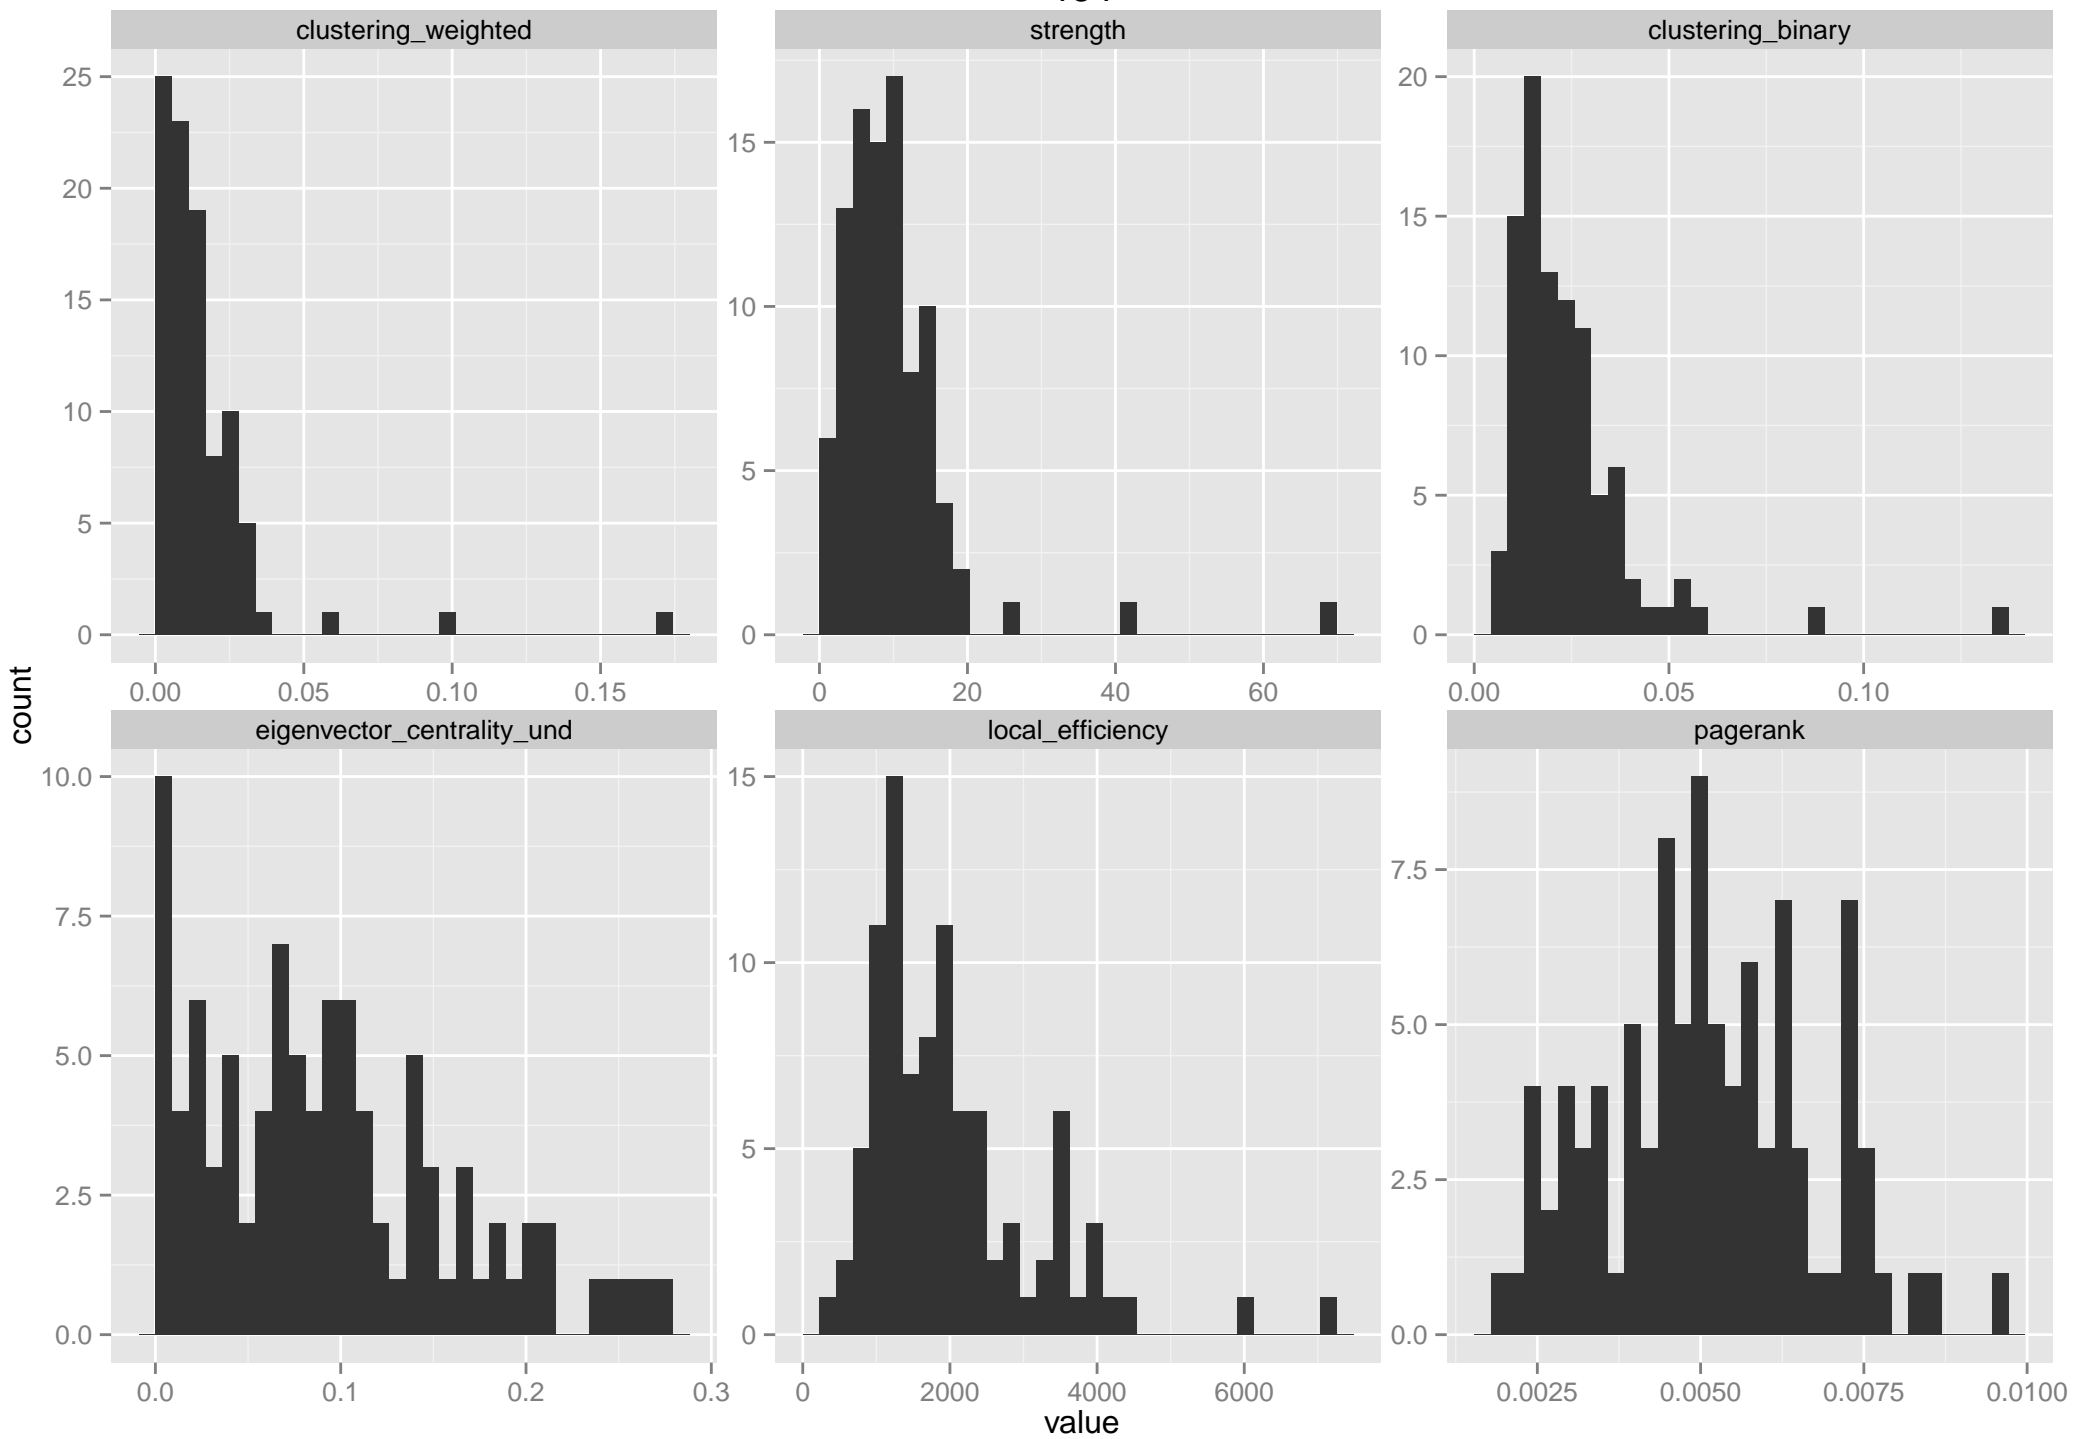 clustering_weighted
strength
clustering_binary
25
20
15
10
5
0
15
10
5
0
20
15
10
5
0
0.00 0.05 0.10 0.15
0 20 40 60
0.00 0.05 0.10
count
eigenvector_centrality_und
local_efficiency
pagerank
10.0
7.5
5.0
2.5
0.0
15
10
5
0
7.5
5.0
2.5
0.0
0.0 0.1 0.2 0.3
0 2000 4000 6000
0.0025 0.0050 0.0075 0.0100
value